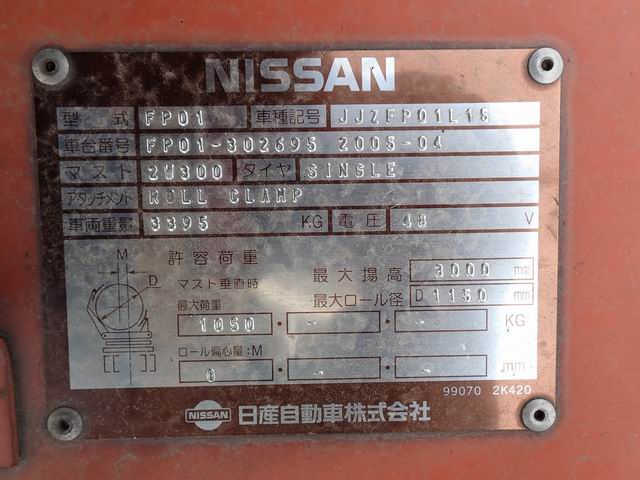 NISSAN
型式 FP01 車種記号 JJZFP01L15
車台番号 FP01-302695 2005-04
マスト 2W300 タイヤ SINGLE
アタッチメント ROLL CLAMP
車両重量 3395 KG 電圧 48 V
M
D
許容荷重
マスト垂直時
最大揚高 3000 mm
最大荷重
最大ロール径 D 1150 mm
1050 - - KG
ロール偏心量:M
0 - - mm
99070 2K420
NISSAN 日産自動車株式会社